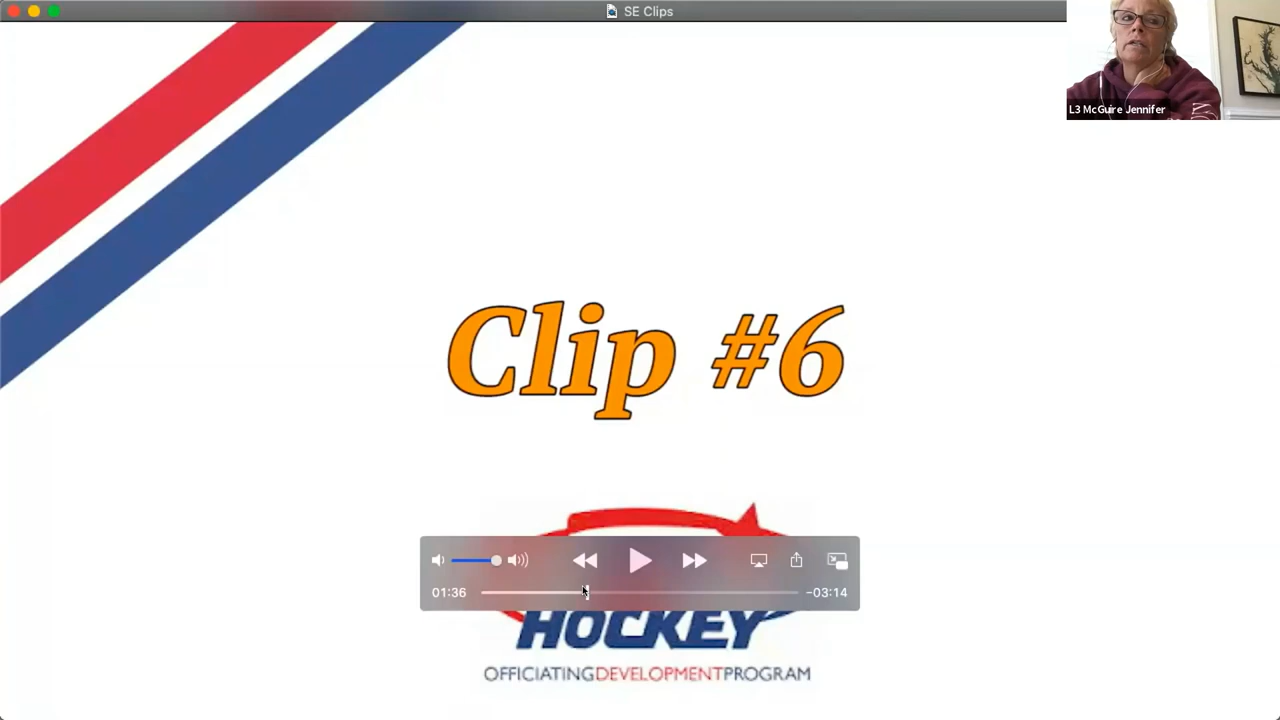 SE Clips
L3 McGuire Jennifer
Clip #6
01:36
-03:14
HOCKEY
OFFICIATINGDEVELOPMENTPROGRAM